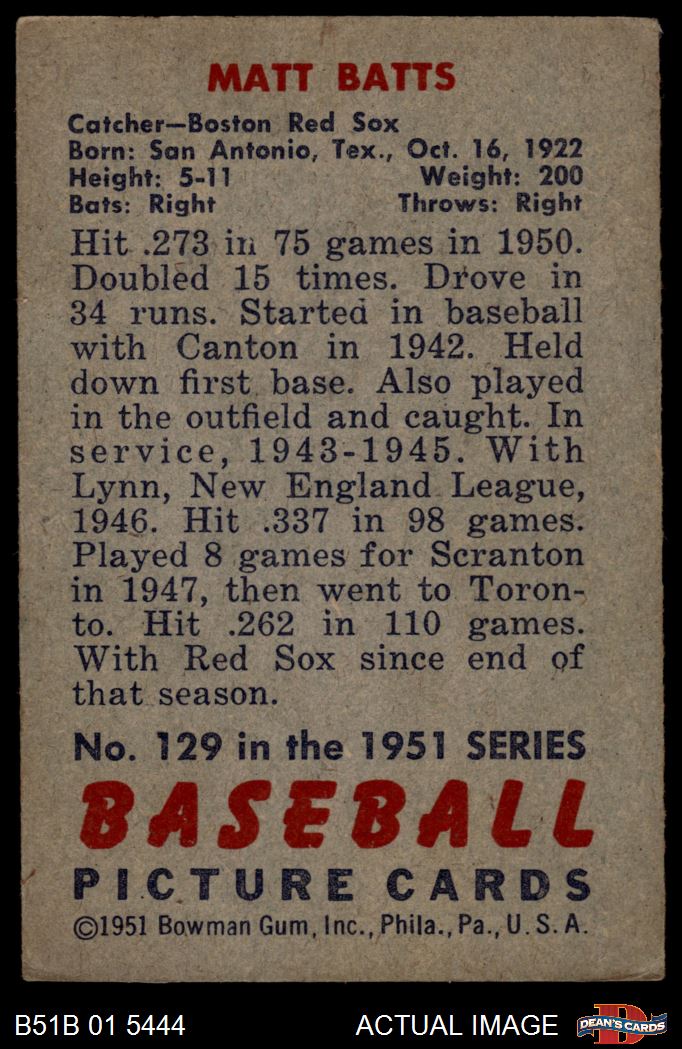 MATT BATTS
Catcher—Boston Red Sox
Born: San Antonio, Tex., Oct. 16, 1922
Height: 5-11 Weight: 200
Bats: Right Throws: Right
Hit .273 in 75 games in 1950.
Doubled 15 times. Drove in
34 runs. Started in baseball
with Canton in 1942. Held
down first base. Also played
in the outfield and caught. In
service, 1943-1945. With
Lynn, New England League,
1946. Hit .337 in 98 games.
Played 8 games for Scranton
in 1947, then went to Toron-
to. Hit .262 in 110 games.
With Red Sox since end of
that season.
No. 129 in the 1951 SERIES
BASEBALL
PICTURE CARDS
©1951 Bowman Gum, Inc., Phila., Pa., U.S.A.
B51B 01 5444 ACTUAL IMAGE
D
DEAN'S CARDS